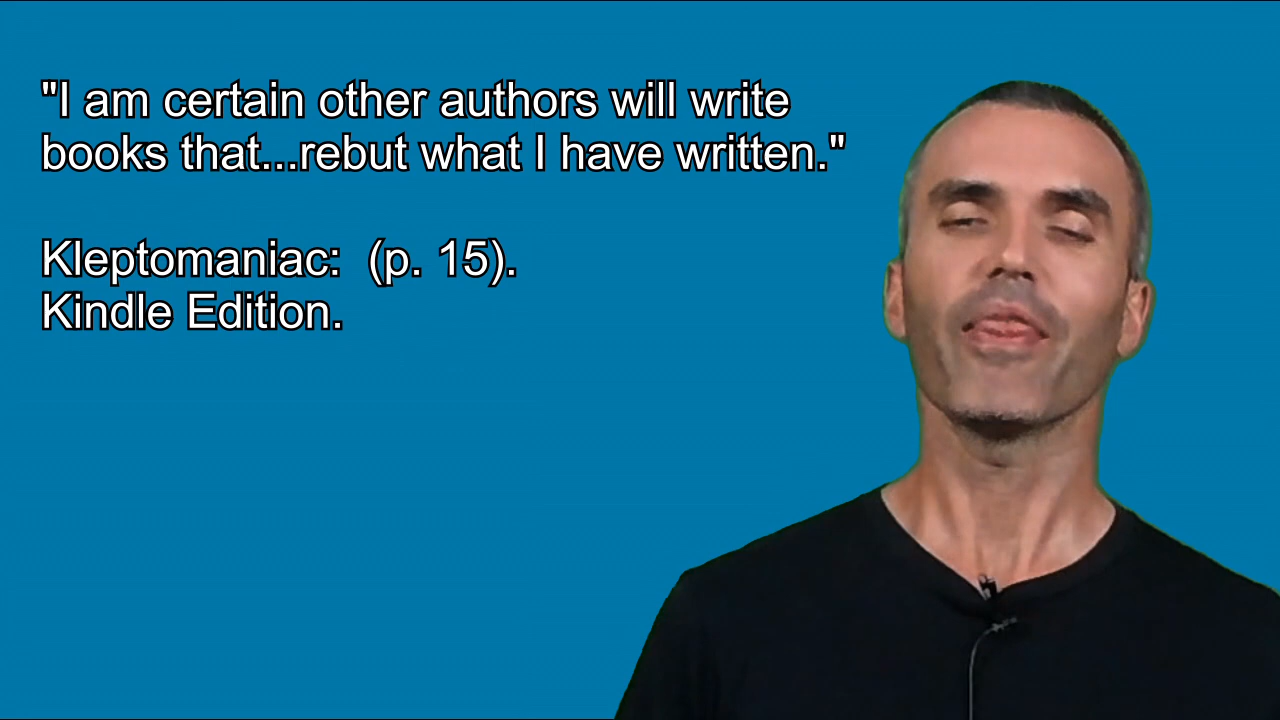 "I am certain other authors will write
books that...rebut what I have written."
Kleptomaniac:  (p. 15).
Kindle Edition.